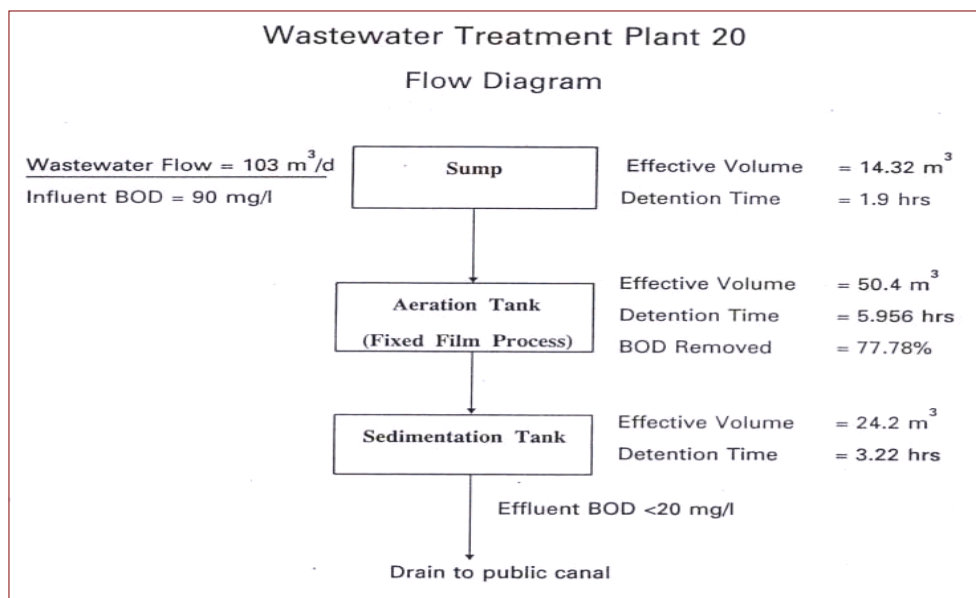 Wastewater Treatment Plant 20
Flow Diagram
Wastewater Flow = 103 m³/d
Influent BOD = 90 mg/l
Sump
Effective Volume = 14.32 m³
Detention Time = 1.9 hrs
Aeration Tank
(Fixed Film Process)
Effective Volume = 50.4 m³
Detention Time = 5.956 hrs
BOD Removed = 77.78%
Sedimentation Tank
Effective Volume = 24.2 m³
Detention Time = 3.22 hrs
Effluent BOD <20 mg/l
Drain to public canal